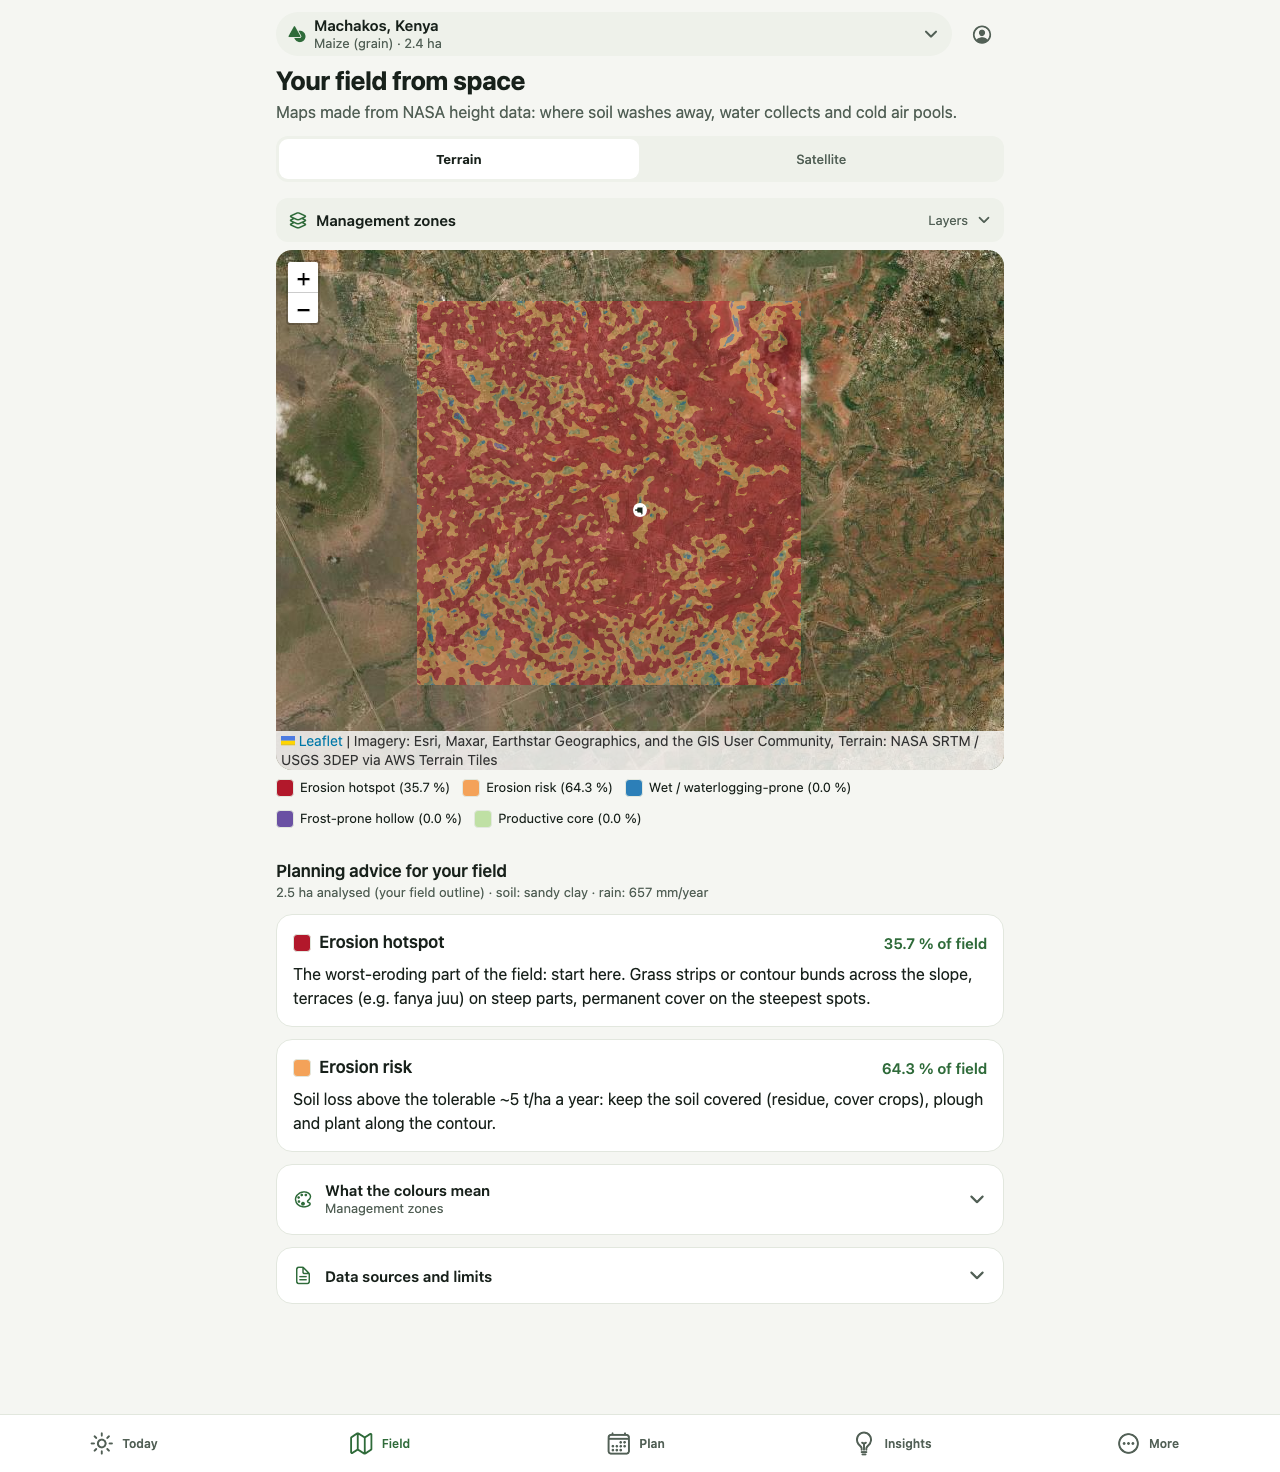 Machakos, Kenya
Maize (grain) · 2.4 ha
Your field from space
Maps made from NASA height data: where soil washes away, water collects and cold air pools.
Terrain
Satellite
Management zones
Layers
+
−
Leaflet | Imagery: Esri, Maxar, Earthstar Geographics, and the GIS User Community, Terrain: NASA SRTM /
USGS 3DEP via AWS Terrain Tiles
Erosion hotspot (35.7 %)
Erosion risk (64.3 %)
Wet / waterlogging-prone (0.0 %)
Frost-prone hollow (0.0 %)
Productive core (0.0 %)
Planning advice for your field
2.5 ha analysed (your field outline) · soil: sandy clay · rain: 657 mm/year
Erosion hotspot
35.7 % of field
The worst-eroding part of the field: start here. Grass strips or contour bunds across the slope,
terraces (e.g. fanya juu) on steep parts, permanent cover on the steepest spots.
Erosion risk
64.3 % of field
Soil loss above the tolerable ~5 t/ha a year: keep the soil covered (residue, cover crops), plough
and plant along the contour.
What the colours mean
Management zones
Data sources and limits
Today
Field
Plan
Insights
More